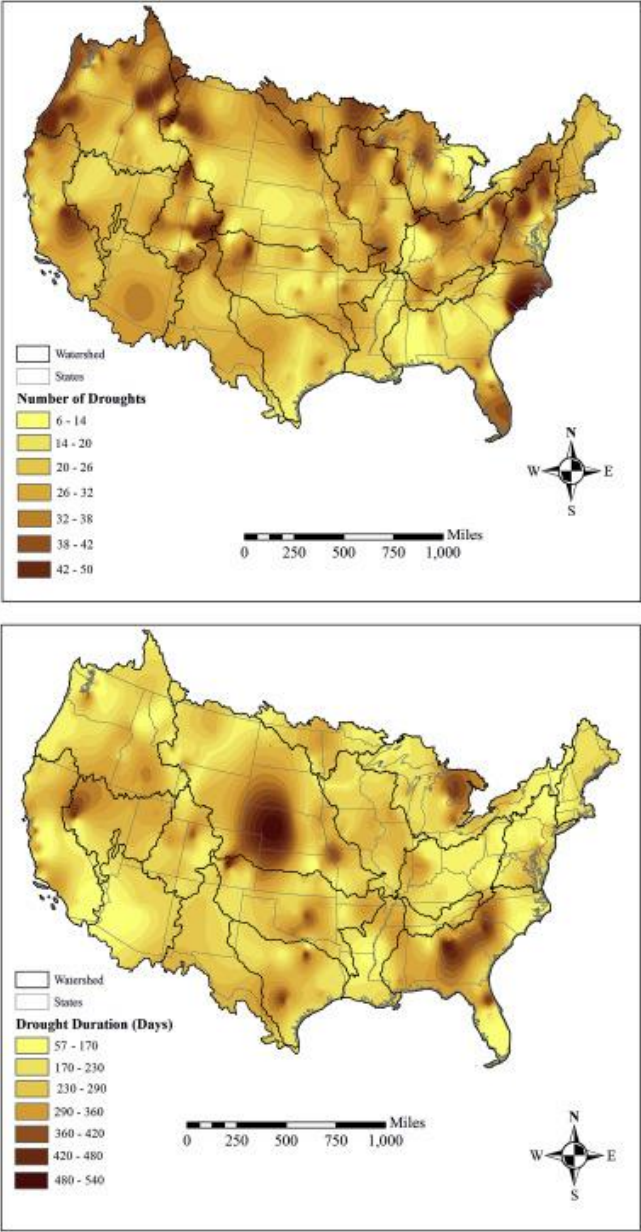 Watershed
States
Number of Droughts
6 - 14
14 - 20
20 - 26
26 - 32
32 - 38
38 - 42
42 - 50
N
W E
S
Miles
0 250 500 750 1,000
Watershed
States
Drought Duration (Days)
57 - 170
170 - 230
230 - 290
290 - 360
360 - 420
420 - 480
480 - 540
N
W E
S
Miles
0 250 500 750 1,000